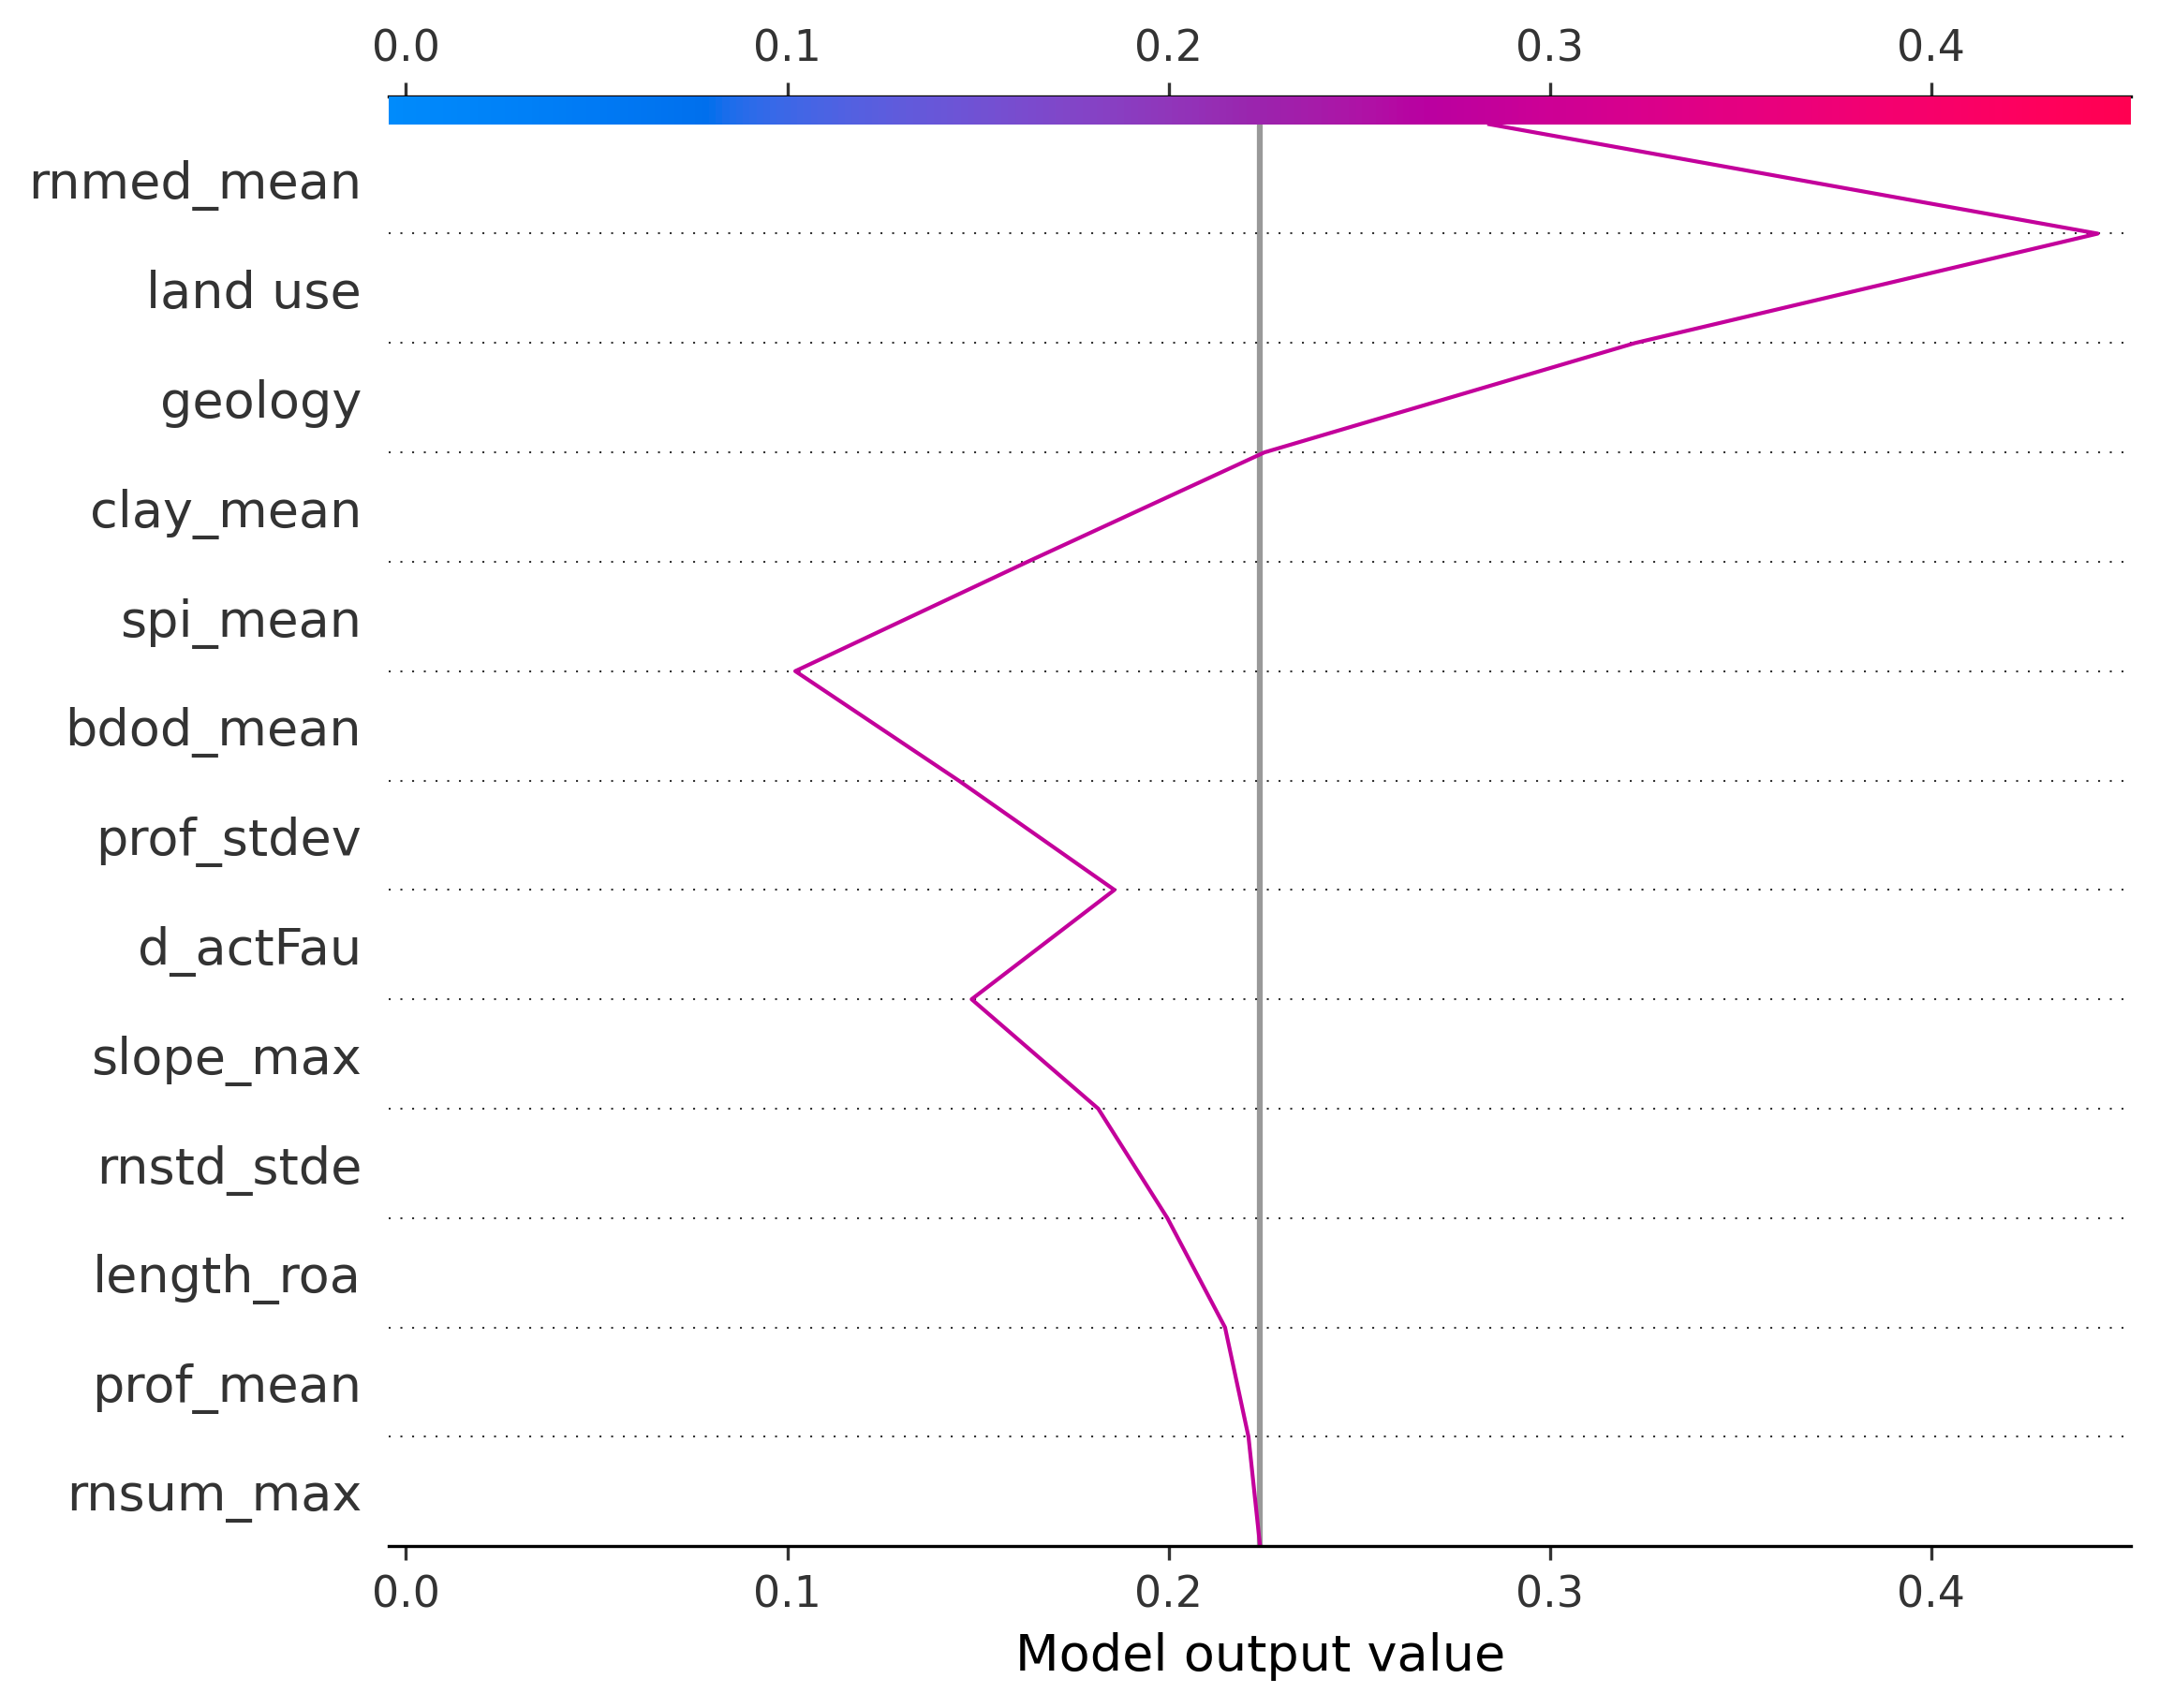 0.0 0.1 0.2 0.3 0.4
rnmed_mean
land use
geology
clay_mean
spi_mean
bdod_mean
prof_stdev
d_actFau
slope_max
rnstd_stde
length_roa
prof_mean
rnsum_max
0.0 0.1 0.2 0.3 0.4
Model output value